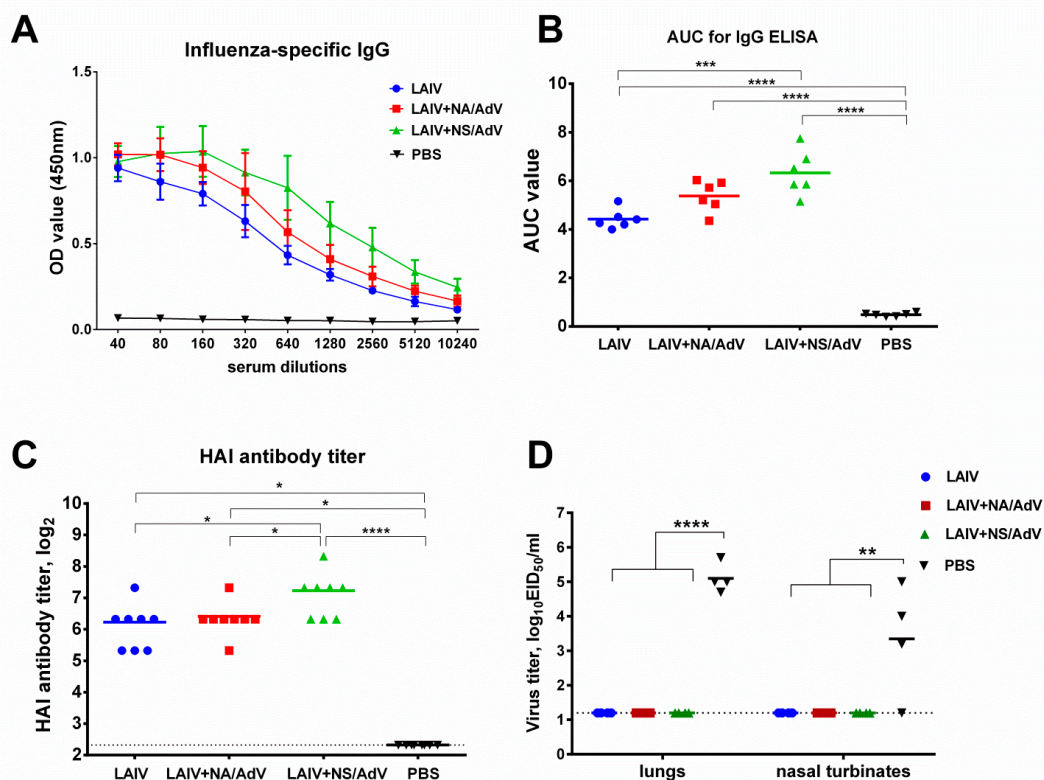 A
Influenza-specific IgG
OD value (450nm)
1.5
1.0
0.5
0.0
40 80 160 320 640 1280 2560 5120 10240
serum dilutions
LAIV
LAIV+NA/AdV
LAIV+NS/AdV
PBS
B
AUC for IgG ELISA
AUC value
10
8
6
4
2
0
***
****
****
****
LAIV LAIV+NA/AdV LAIV+NS/AdV PBS
C
HAI antibody titer
HAI antibody titer, log2
10
9
8
7
6
5
4
3
2
*
*
* * ****
LAIV LAIV+NA/AdV LAIV+NS/AdV PBS
D
Virus titer, log10EID50/ml
7
6
5
4
3
2
1
0
****
**
lungs nasal turbinates
LAIV
LAIV+NA/AdV
LAIV+NS/AdV
PBS